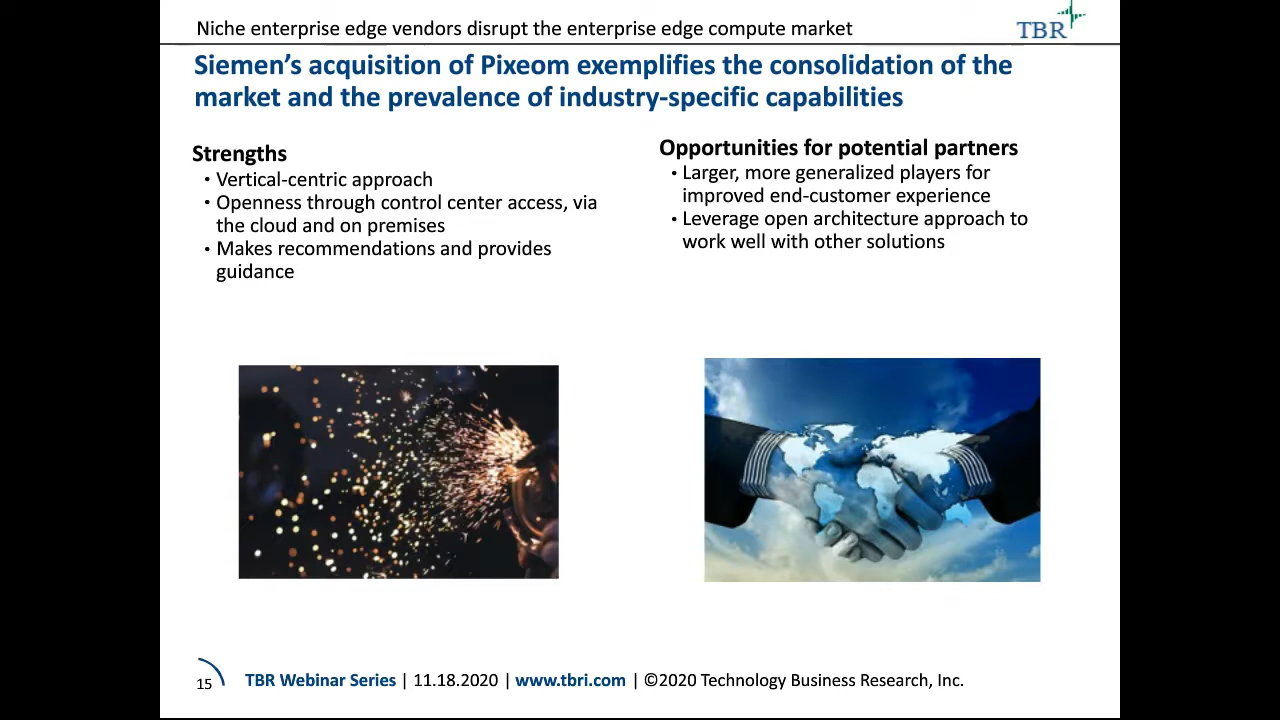 Niche enterprise edge vendors disrupt the enterprise edge compute market
TBR
Siemen’s acquisition of Pixeom exemplifies the consolidation of the
market and the prevalence of industry-specific capabilities
Strengths
• Vertical-centric approach
• Openness through control center access, via
the cloud and on premises
• Makes recommendations and provides
guidance
Opportunities for potential partners
• Larger, more generalized players for
improved end-customer experience
• Leverage open architecture approach to
work well with other solutions
15
TBR Webinar Series | 11.18.2020 | www.tbri.com | ©2020 Technology Business Research, Inc.